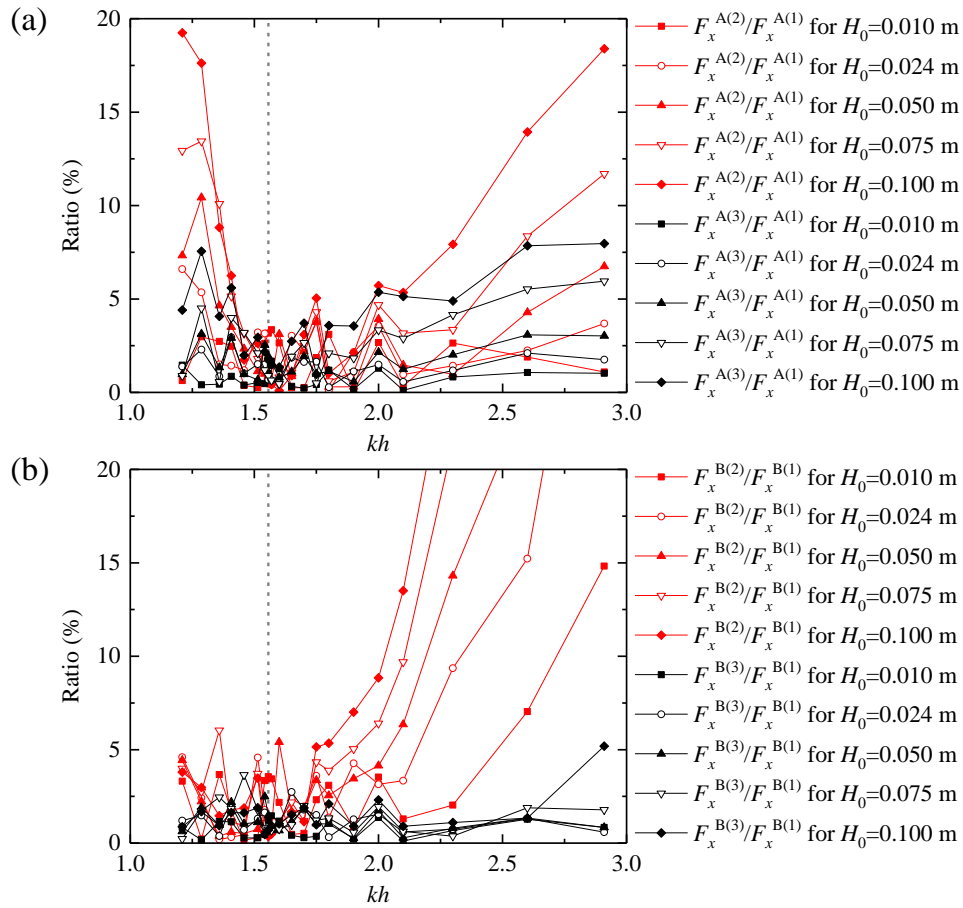 (a)
20
15
10
5
0
Ratio (%)
1.0 1.5 2.0 2.5 3.0
kh
F_x^A(2)/F_x^A(1) for H_0=0.010 m
F_x^A(2)/F_x^A(1) for H_0=0.024 m
F_x^A(2)/F_x^A(1) for H_0=0.050 m
F_x^A(2)/F_x^A(1) for H_0=0.075 m
F_x^A(2)/F_x^A(1) for H_0=0.100 m
F_x^A(3)/F_x^A(1) for H_0=0.010 m
F_x^A(3)/F_x^A(1) for H_0=0.024 m
F_x^A(3)/F_x^A(1) for H_0=0.050 m
F_x^A(3)/F_x^A(1) for H_0=0.075 m
F_x^A(3)/F_x^A(1) for H_0=0.100 m
(b)
20
15
10
5
0
Ratio (%)
1.0 1.5 2.0 2.5 3.0
kh
F_x^B(2)/F_x^B(1) for H_0=0.010 m
F_x^B(2)/F_x^B(1) for H_0=0.024 m
F_x^B(2)/F_x^B(1) for H_0=0.050 m
F_x^B(2)/F_x^B(1) for H_0=0.075 m
F_x^B(2)/F_x^B(1) for H_0=0.100 m
F_x^B(3)/F_x^B(1) for H_0=0.010 m
F_x^B(3)/F_x^B(1) for H_0=0.024 m
F_x^B(3)/F_x^B(1) for H_0=0.050 m
F_x^B(3)/F_x^B(1) for H_0=0.075 m
F_x^B(3)/F_x^B(1) for H_0=0.100 m